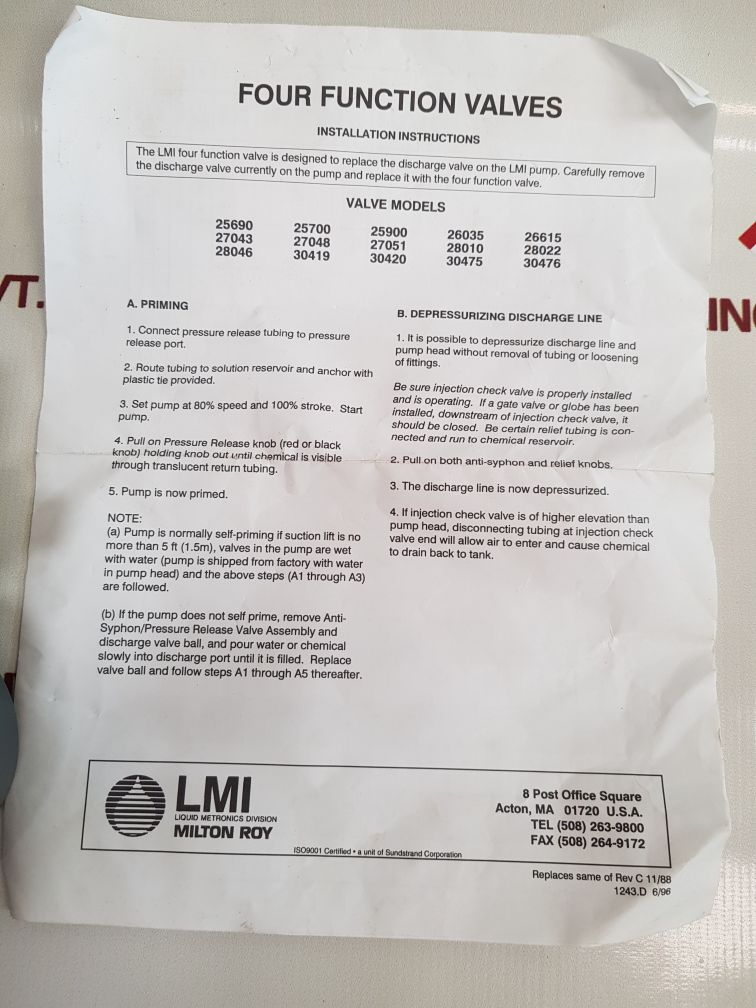 FOUR FUNCTION VALVES
INSTALLATION INSTRUCTIONS
The LMI four function valve is designed to replace the discharge valve on the LMI pump. Carefully remove
the discharge valve currently on the pump and replace it with the four function valve.
VALVE MODELS
25690 25700 25900 26035 26615
27043 27048 27051 28010 28022
28046 30419 30420 30475 30476
A. PRIMING
1. Connect pressure release tubing to pressure
release port.
2. Route tubing to solution reservoir and anchor with
plastic tie provided.
3. Set pump at 80% speed and 100% stroke. Start
pump.
4. Pull on Pressure Release knob (red or black
knob) holding knob out until chemical is visible
through translucent return tubing.
5. Pump is now primed.
NOTE:
(a) Pump is normally self-priming if suction lift is no
more than 5 ft (1.5m), valves in the pump are wet
with water (pump is shipped from factory with water
in pump head) and the above steps (A1 through A3)
are followed.
(b) If the pump does not self prime, remove Anti-
Syphon/Pressure Release Valve Assembly and
discharge valve ball, and pour water or chemical
slowly into discharge port until it is filled. Replace
valve ball and follow steps A1 through A5 thereafter.
B. DEPRESSURIZING DISCHARGE LINE
1. It is possible to depressurize discharge line and
pump head without removal of tubing or loosening
of fittings.
Be sure injection check valve is properly installed
and is operating. If a gate valve or globe has been
installed, downstream of injection check valve, it
should be closed. Be certain relief tubing is con-
nected and run to chemical reservoir.
2. Pull on both anti-syphon and relief knobs.
3. The discharge line is now depressurized.
4. If injection check valve is of higher elevation than
pump head, disconnecting tubing at injection check
valve end will allow air to enter and cause chemical
to drain back to tank.
LMI
LIQUID METRONICS DIVISION
MILTON ROY
ISO9001 Certified • a unit of Sundstrand Corporation
8 Post Office Square
Acton, MA 01720 U.S.A.
TEL (508) 263-9800
FAX (508) 264-9172
Replaces same of Rev C 11/88
1243.D 6/96
VT.